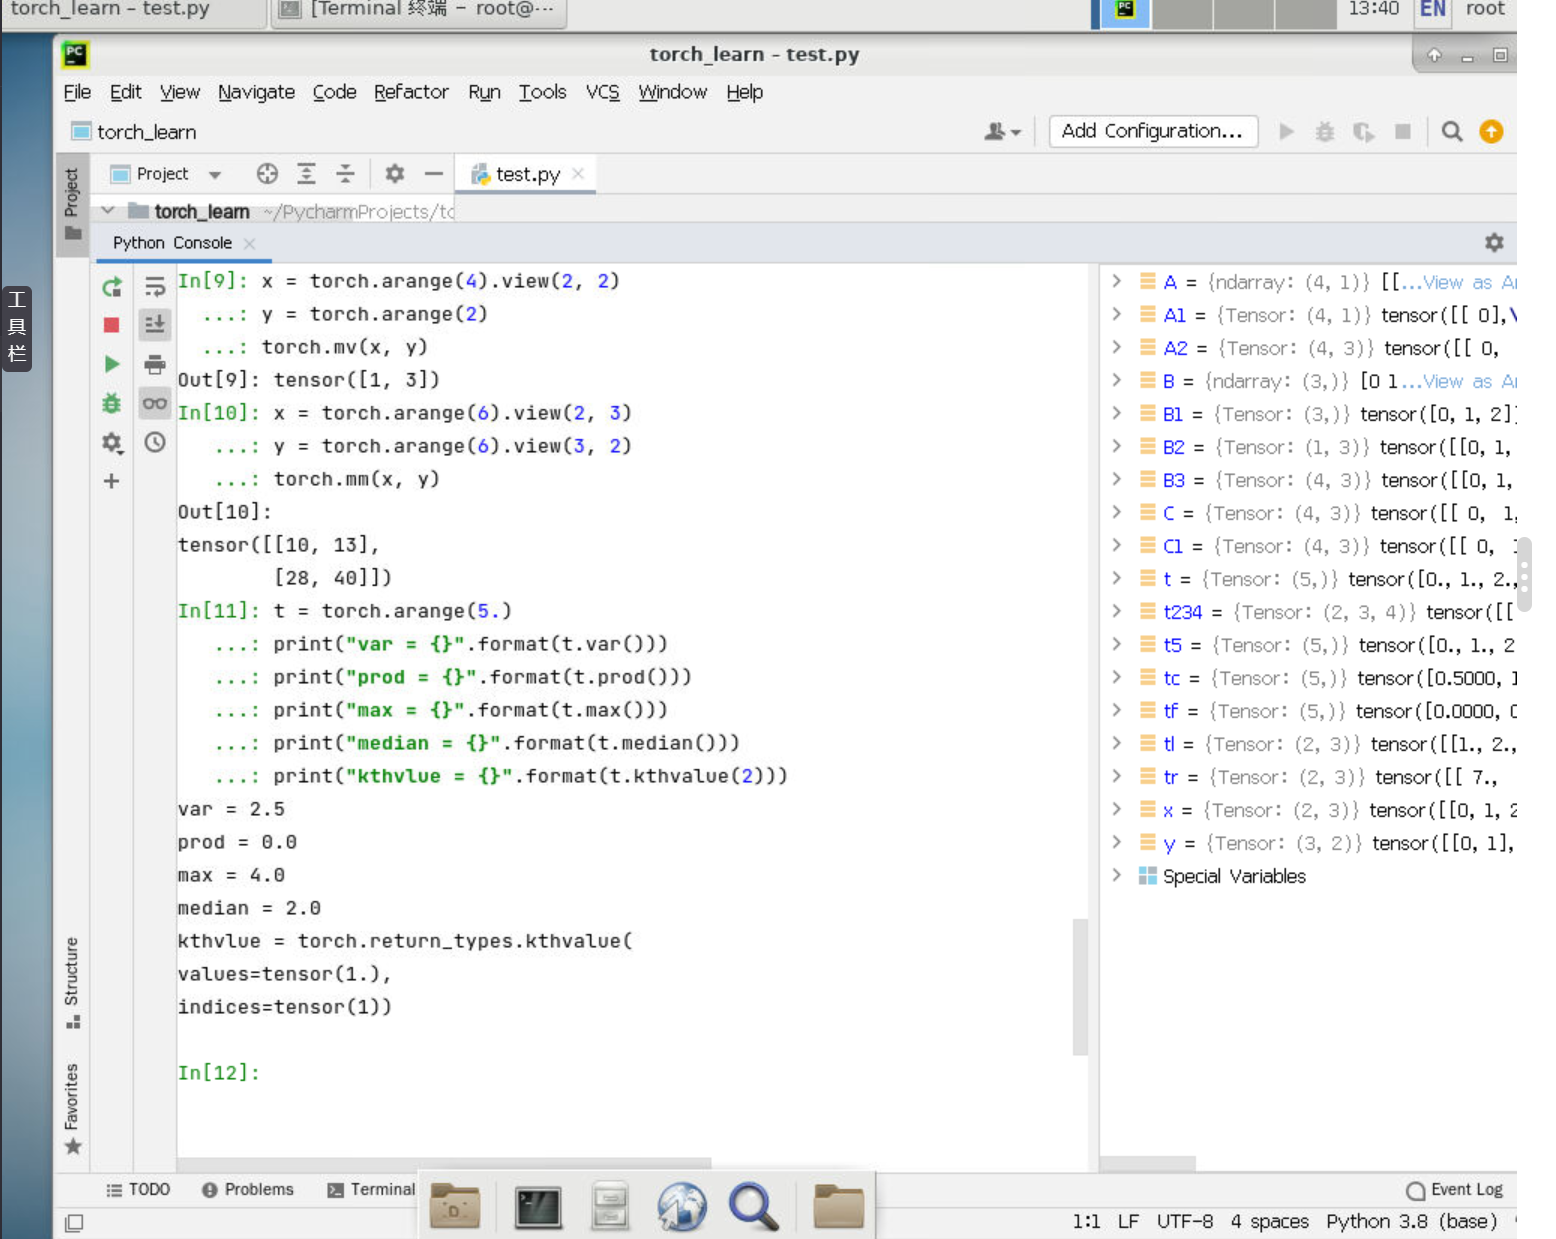 torch_learn – test.py
[Terminal 终端 – root@···
13:40
EN
root
torch_learn – test.py
File Edit View Navigate Code Refactor Run Tools VCS Window Help
torch_learn
Add Configuration...
Project
test.py
Project
torch_learn ~/PycharmProjects/to
Python Console
工具栏
In[9]: x = torch.arange(4).view(2, 2)
...: y = torch.arange(2)
...: torch.mv(x, y)
Out[9]: tensor([1, 3])
In[10]: x = torch.arange(6).view(2, 3)
...: y = torch.arange(6).view(3, 2)
...: torch.mm(x, y)
Out[10]:
tensor([[10, 13],
[28, 40]])
In[11]: t = torch.arange(5.)
...: print("var = {}".format(t.var()))
...: print("prod = {}".format(t.prod()))
...: print("max = {}".format(t.max()))
...: print("median = {}".format(t.median()))
...: print("kthvlue = {}".format(t.kthvalue(2)))
var = 2.5
prod = 0.0
max = 4.0
median = 2.0
kthvlue = torch.return_types.kthvalue(
values=tensor(1.),
indices=tensor(1))
In[12]:
A = {ndarray: (4, 1)} [[...View as Ar
A1 = {Tensor: (4, 1)} tensor([[ 0],\
A2 = {Tensor: (4, 3)} tensor([[ 0,
B = {ndarray: (3,)} [0 1...View as Ar
B1 = {Tensor: (3,)} tensor([0, 1, 2])
B2 = {Tensor: (1, 3)} tensor([[0, 1,
B3 = {Tensor: (4, 3)} tensor([[0, 1,
C = {Tensor: (4, 3)} tensor([[ 0, 1,
C1 = {Tensor: (4, 3)} tensor([[ 0,
t = {Tensor: (5,)} tensor([0., 1., 2.,
t234 = {Tensor: (2, 3, 4)} tensor([[
t5 = {Tensor: (5,)} tensor([0., 1., 2
tc = {Tensor: (5,)} tensor([0.5000, 1
tf = {Tensor: (5,)} tensor([0.0000, 0
tl = {Tensor: (2, 3)} tensor([[1., 2.,
tr = {Tensor: (2, 3)} tensor([[ 7.,
x = {Tensor: (2, 3)} tensor([[0, 1, 2
y = {Tensor: (3, 2)} tensor([[0, 1],
Special Variables
Structure
Favorites
TODO
Problems
Terminal
Event Log
1:1 LF UTF-8 4 spaces Python 3.8 (base)